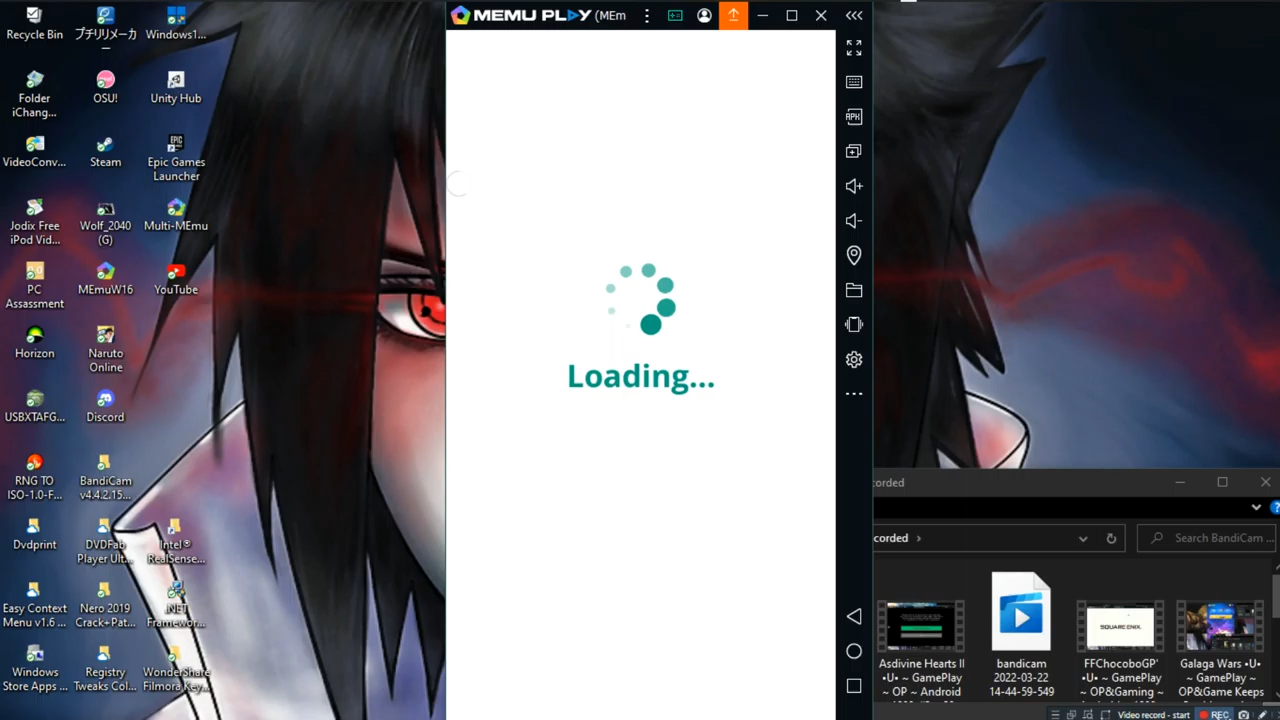 Recycle Bin
プチリリメーカ
Windows1...
Folder
iChang...
OSU!
Unity Hub
VideoConv...
Steam
Epic Games
Launcher
Jodix Free
iPod Vid...
Wolf_2040
(G)
Multi-MEmu
PC
Assassment
MEmuW16
YouTube
Horizon
Naruto
Online
USBXTAFG...
Discord
RNG TO
ISO-1.0-F...
BandiCam
v4.4.2.15...
Dvdprint
DVDFab
Player Ult...
Intel®
RealSense...
Easy Context
Menu v1.6 ...
Nero 2019
Crack+Pat...
.NET
Framewor...
Windows
Store Apps ...
Registry
Tweaks Col...
WonderShare
Filmora Key...
MEMU PLAY (MEm
APK
Loading...
corded
corded
Search BandiCam ...
SQUARE ENIX.
Asdivine Hearts II
•U• ~ GamePlay
~ OP ~ Android
bandicam
2022-03-22
14-44-59-549
FFChocoboGP'
•U• ~ GamePlay
~ OP&Gaming ~
Galaga Wars •U•
~ GamePlay ~
OP&Game Keeps
Video record - start
REC